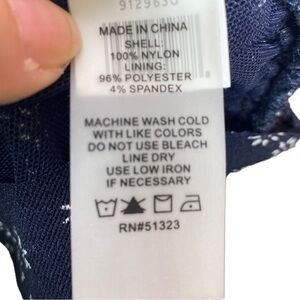 9129630
MADE IN CHINA
SHELL:
100% NYLON
LINING:
96% POLYESTER
4% SPANDEX
MACHINE WASH COLD
WITH LIKE COLORS
DO NOT USE BLEACH
LINE DRY
USE LOW IRON
IF NECESSARY
RN#51323